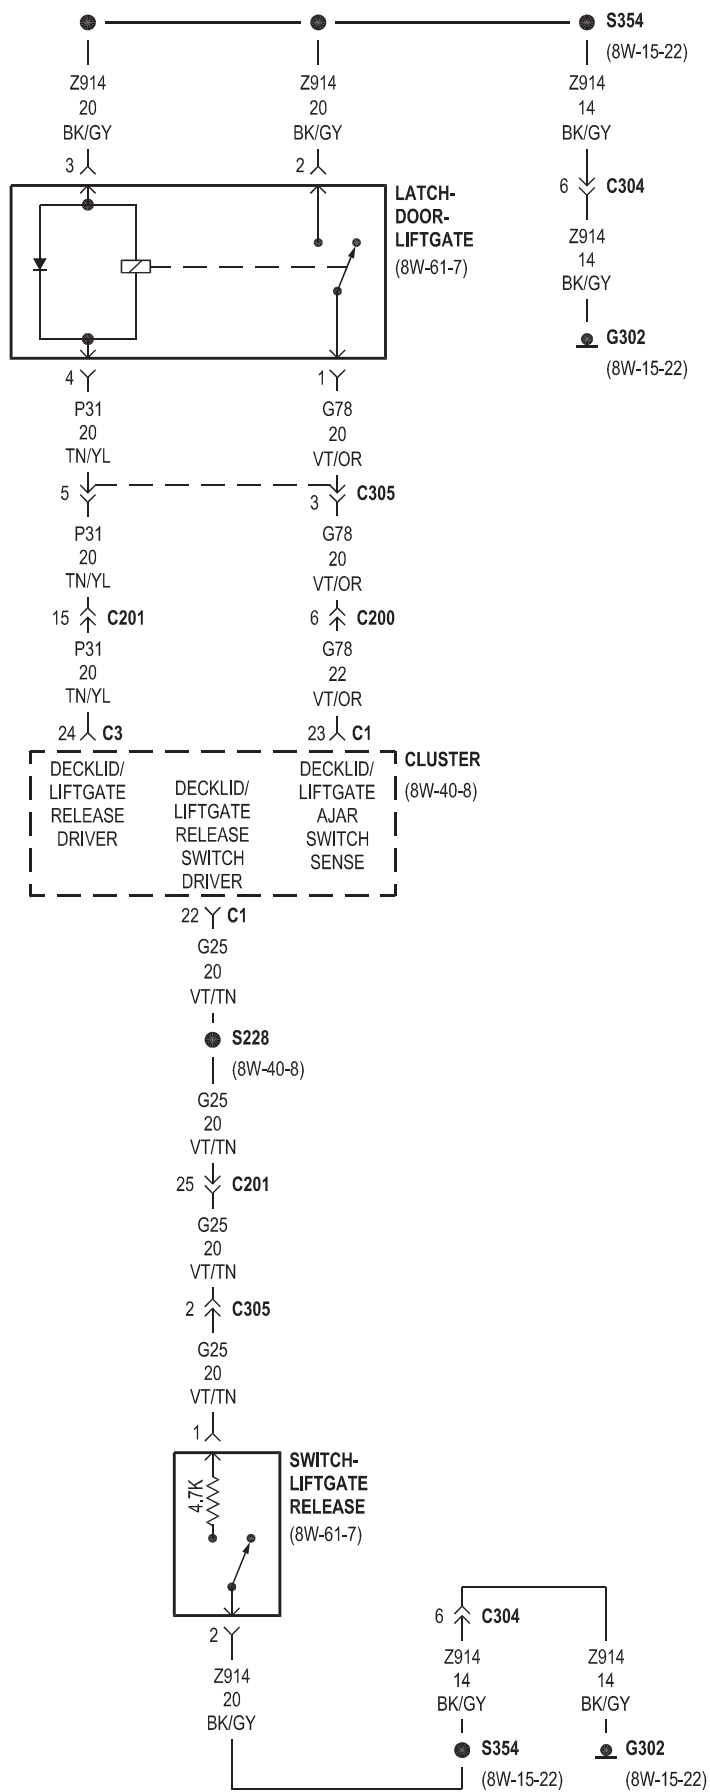 S354
(8W-15-22)
Z914
20
BK/GY
Z914
20
BK/GY
Z914
14
BK/GY
3
2
6
C304
LATCH-
DOOR-
LIFTGATE
(8W-61-7)
Z914
14
BK/GY
G302
(8W-15-22)
4
1
P31
20
TN/YL
G78
20
VT/OR
5
3
C305
P31
20
TN/YL
G78
20
VT/OR
15
C201
6
C200
P31
20
TN/YL
G78
22
VT/OR
24
C3
23
C1
CLUSTER
(8W-40-8)
DECKLID/
LIFTGATE
RELEASE
DRIVER
DECKLID/
LIFTGATE
RELEASE
SWITCH
DRIVER
DECKLID/
LIFTGATE
AJAR
SWITCH
SENSE
22
C1
G25
20
VT/TN
S228
(8W-40-8)
G25
20
VT/TN
25
C201
G25
20
VT/TN
2
C305
G25
20
VT/TN
1
SWITCH-
LIFTGATE
RELEASE
(8W-61-7)
4.7K
2
Z914
20
BK/GY
6
C304
Z914
14
BK/GY
Z914
14
BK/GY
S354
(8W-15-22)
G302
(8W-15-22)